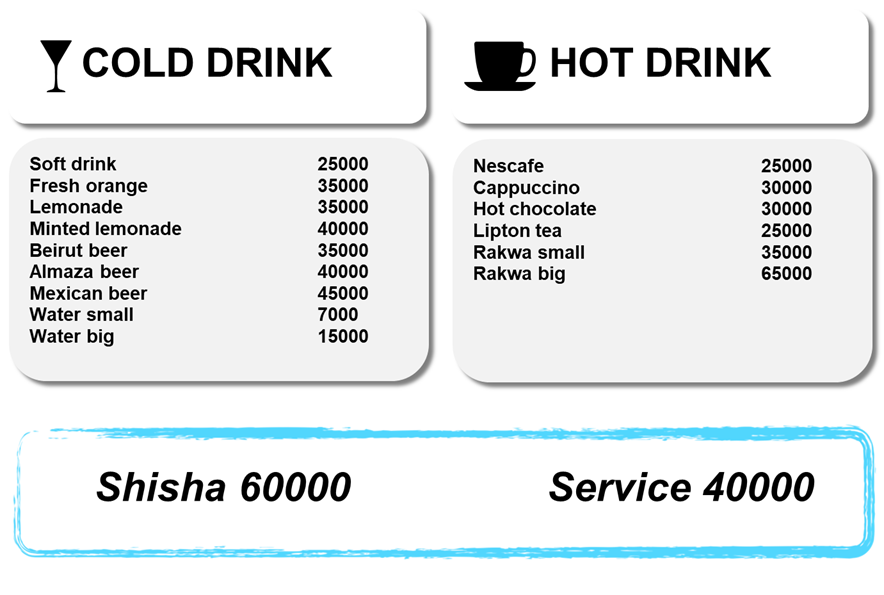 COLD DRINK
Soft drink 25000
Fresh orange 35000
Lemonade 35000
Minted lemonade 40000
Beirut beer 35000
Almaza beer 40000
Mexican beer 45000
Water small 7000
Water big 15000
HOT DRINK
Nescafe 25000
Cappuccino 30000
Hot chocolate 30000
Lipton tea 25000
Rakwa small 35000
Rakwa big 65000
Shisha 60000
Service 40000